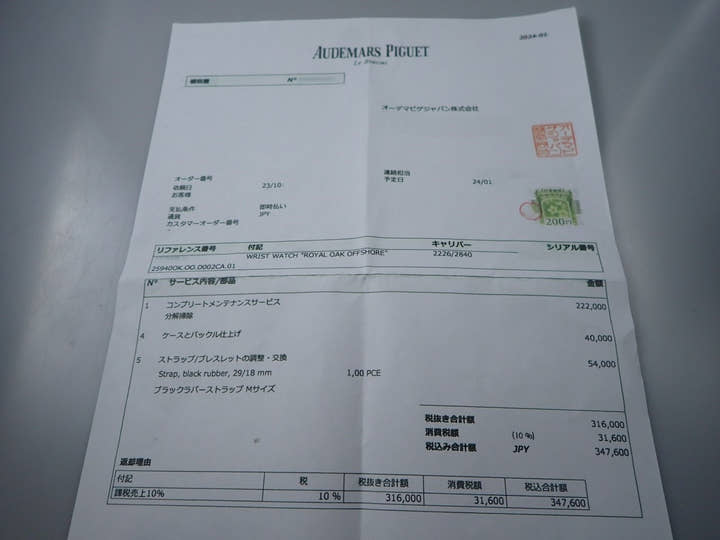 2024-01
AUDEMARS PIGUET
Le Brassus
領収書 N°
オーデマピゲジャパン株式会社
200円
オーダー番号
依頼日 23/10
お客様
連絡担当
予定日 24/01
支払条件 即時払い
通貨 JPY
カスタマーオーダー番号
リファレンス番号 付記 キャリバー シリアル番号
WRIST WATCH "ROYAL OAK OFFSHORE" 2226/2840
25940OK.OO.D002CA.01
N° サービス内容/部品 金額
1 コンプリートメンテナンスサービス 222,000
分解掃除
4 ケースとバックル仕上げ 40,000
5 ストラップ/ブレスレットの調整・交換 54,000
Strap, black rubber, 29/18 mm 1,00 PCE
ブラックラバーストラップ Mサイズ
税抜き合計額 316,000
消費税額 (10 %) 31,600
税込み合計額 JPY 347,600
返却理由
付記 税 税抜き合計額 消費税額 税込合計額
課税売上10% 10 % 316,000 31,600 347,600